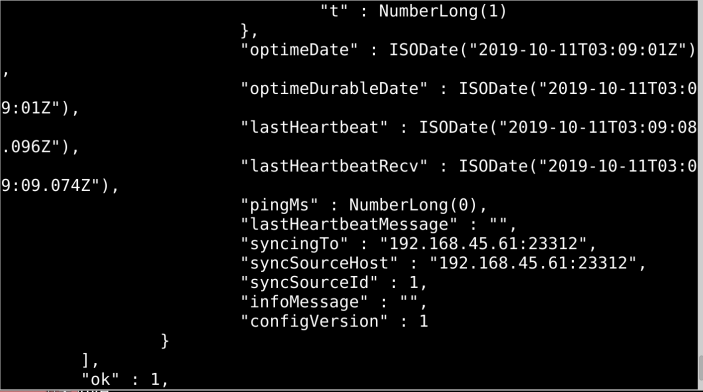 "t" : NumberLong(1)
},
"optimeDate" : ISODate("2019-10-11T03:09:01Z")
,
"optimeDurableDate" : ISODate("2019-10-11T03:0
9:01Z"),
"lastHeartbeat" : ISODate("2019-10-11T03:09:08
.096Z"),
"lastHeartbeatRecv" : ISODate("2019-10-11T03:0
9:09.074Z"),
"pingMs" : NumberLong(0),
"lastHeartbeatMessage" : "",
"syncingTo" : "192.168.45.61:23312",
"syncSourceHost" : "192.168.45.61:23312",
"syncSourceId" : 1,
"infoMessage" : "",
"configVersion" : 1
}
],
"ok" : 1,